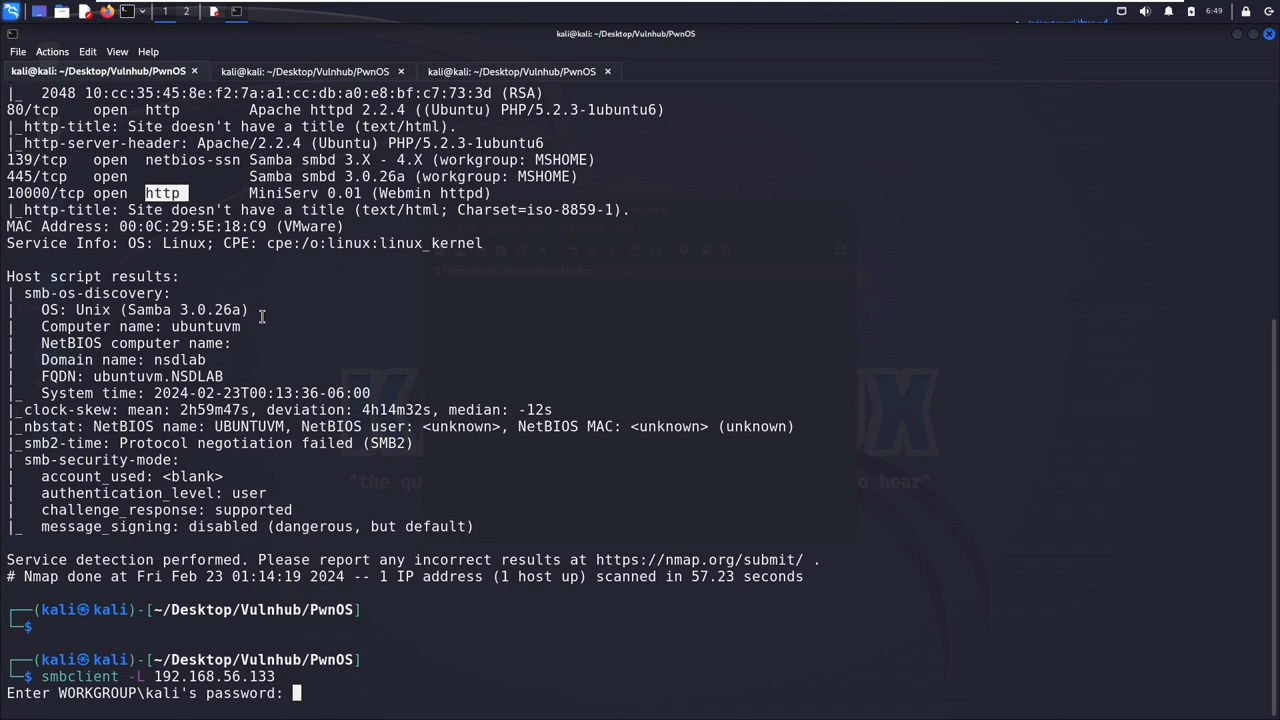 1 2 6:49
kali@kali: ~/Desktop/Vulnhub/PwnOS
File Actions Edit View Help
kali@kali: ~/Desktop/Vulnhub/PwnOS × kali@kali: ~/Desktop/Vulnhub/PwnOS × kali@kali: ~/Desktop/Vulnhub/PwnOS ×
|_  2048 10:cc:35:45:8e:f2:7a:a1:cc:db:a0:e8:bf:c7:73:3d (RSA)
80/tcp    open  http        Apache httpd 2.2.4 ((Ubuntu) PHP/5.2.3-1ubuntu6)
|_http-title: Site doesn't have a title (text/html).
|_http-server-header: Apache/2.2.4 (Ubuntu) PHP/5.2.3-1ubuntu6
139/tcp   open  netbios-ssn Samba smbd 3.X - 4.X (workgroup: MSHOME)
445/tcp   open              Samba smbd 3.0.26a (workgroup: MSHOME)
10000/tcp open  http        MiniServ 0.01 (Webmin httpd)
|_http-title: Site doesn't have a title (text/html; Charset=iso-8859-1).
MAC Address: 00:0C:29:5E:18:C9 (VMware)
Service Info: OS: Linux; CPE: cpe:/o:linux:linux_kernel
Host script results:
| smb-os-discovery:
|   OS: Unix (Samba 3.0.26a)
|   Computer name: ubuntuvm
|   NetBIOS computer name:
|   Domain name: nsdlab
|   FQDN: ubuntuvm.NSDLAB
|_  System time: 2024-02-23T00:13:36-06:00
|_clock-skew: mean: 2h59m47s, deviation: 4h14m32s, median: -12s
|_nbstat: NetBIOS name: UBUNTUVM, NetBIOS user: <unknown>, NetBIOS MAC: <unknown> (unknown)
|_smb2-time: Protocol negotiation failed (SMB2)
| smb-security-mode:
|   account_used: <blank>
|   authentication_level: user
|   challenge_response: supported
|_  message_signing: disabled (dangerous, but default)
Service detection performed. Please report any incorrect results at https://nmap.org/submit/ .
# Nmap done at Fri Feb 23 01:14:19 2024 -- 1 IP address (1 host up) scanned in 57.23 seconds
┌──(kali㉿kali)-[~/Desktop/Vulnhub/PwnOS]
└─$
┌──(kali㉿kali)-[~/Desktop/Vulnhub/PwnOS]
└─$ smbclient -L 192.168.56.133
Enter WORKGROUP\kali's password: